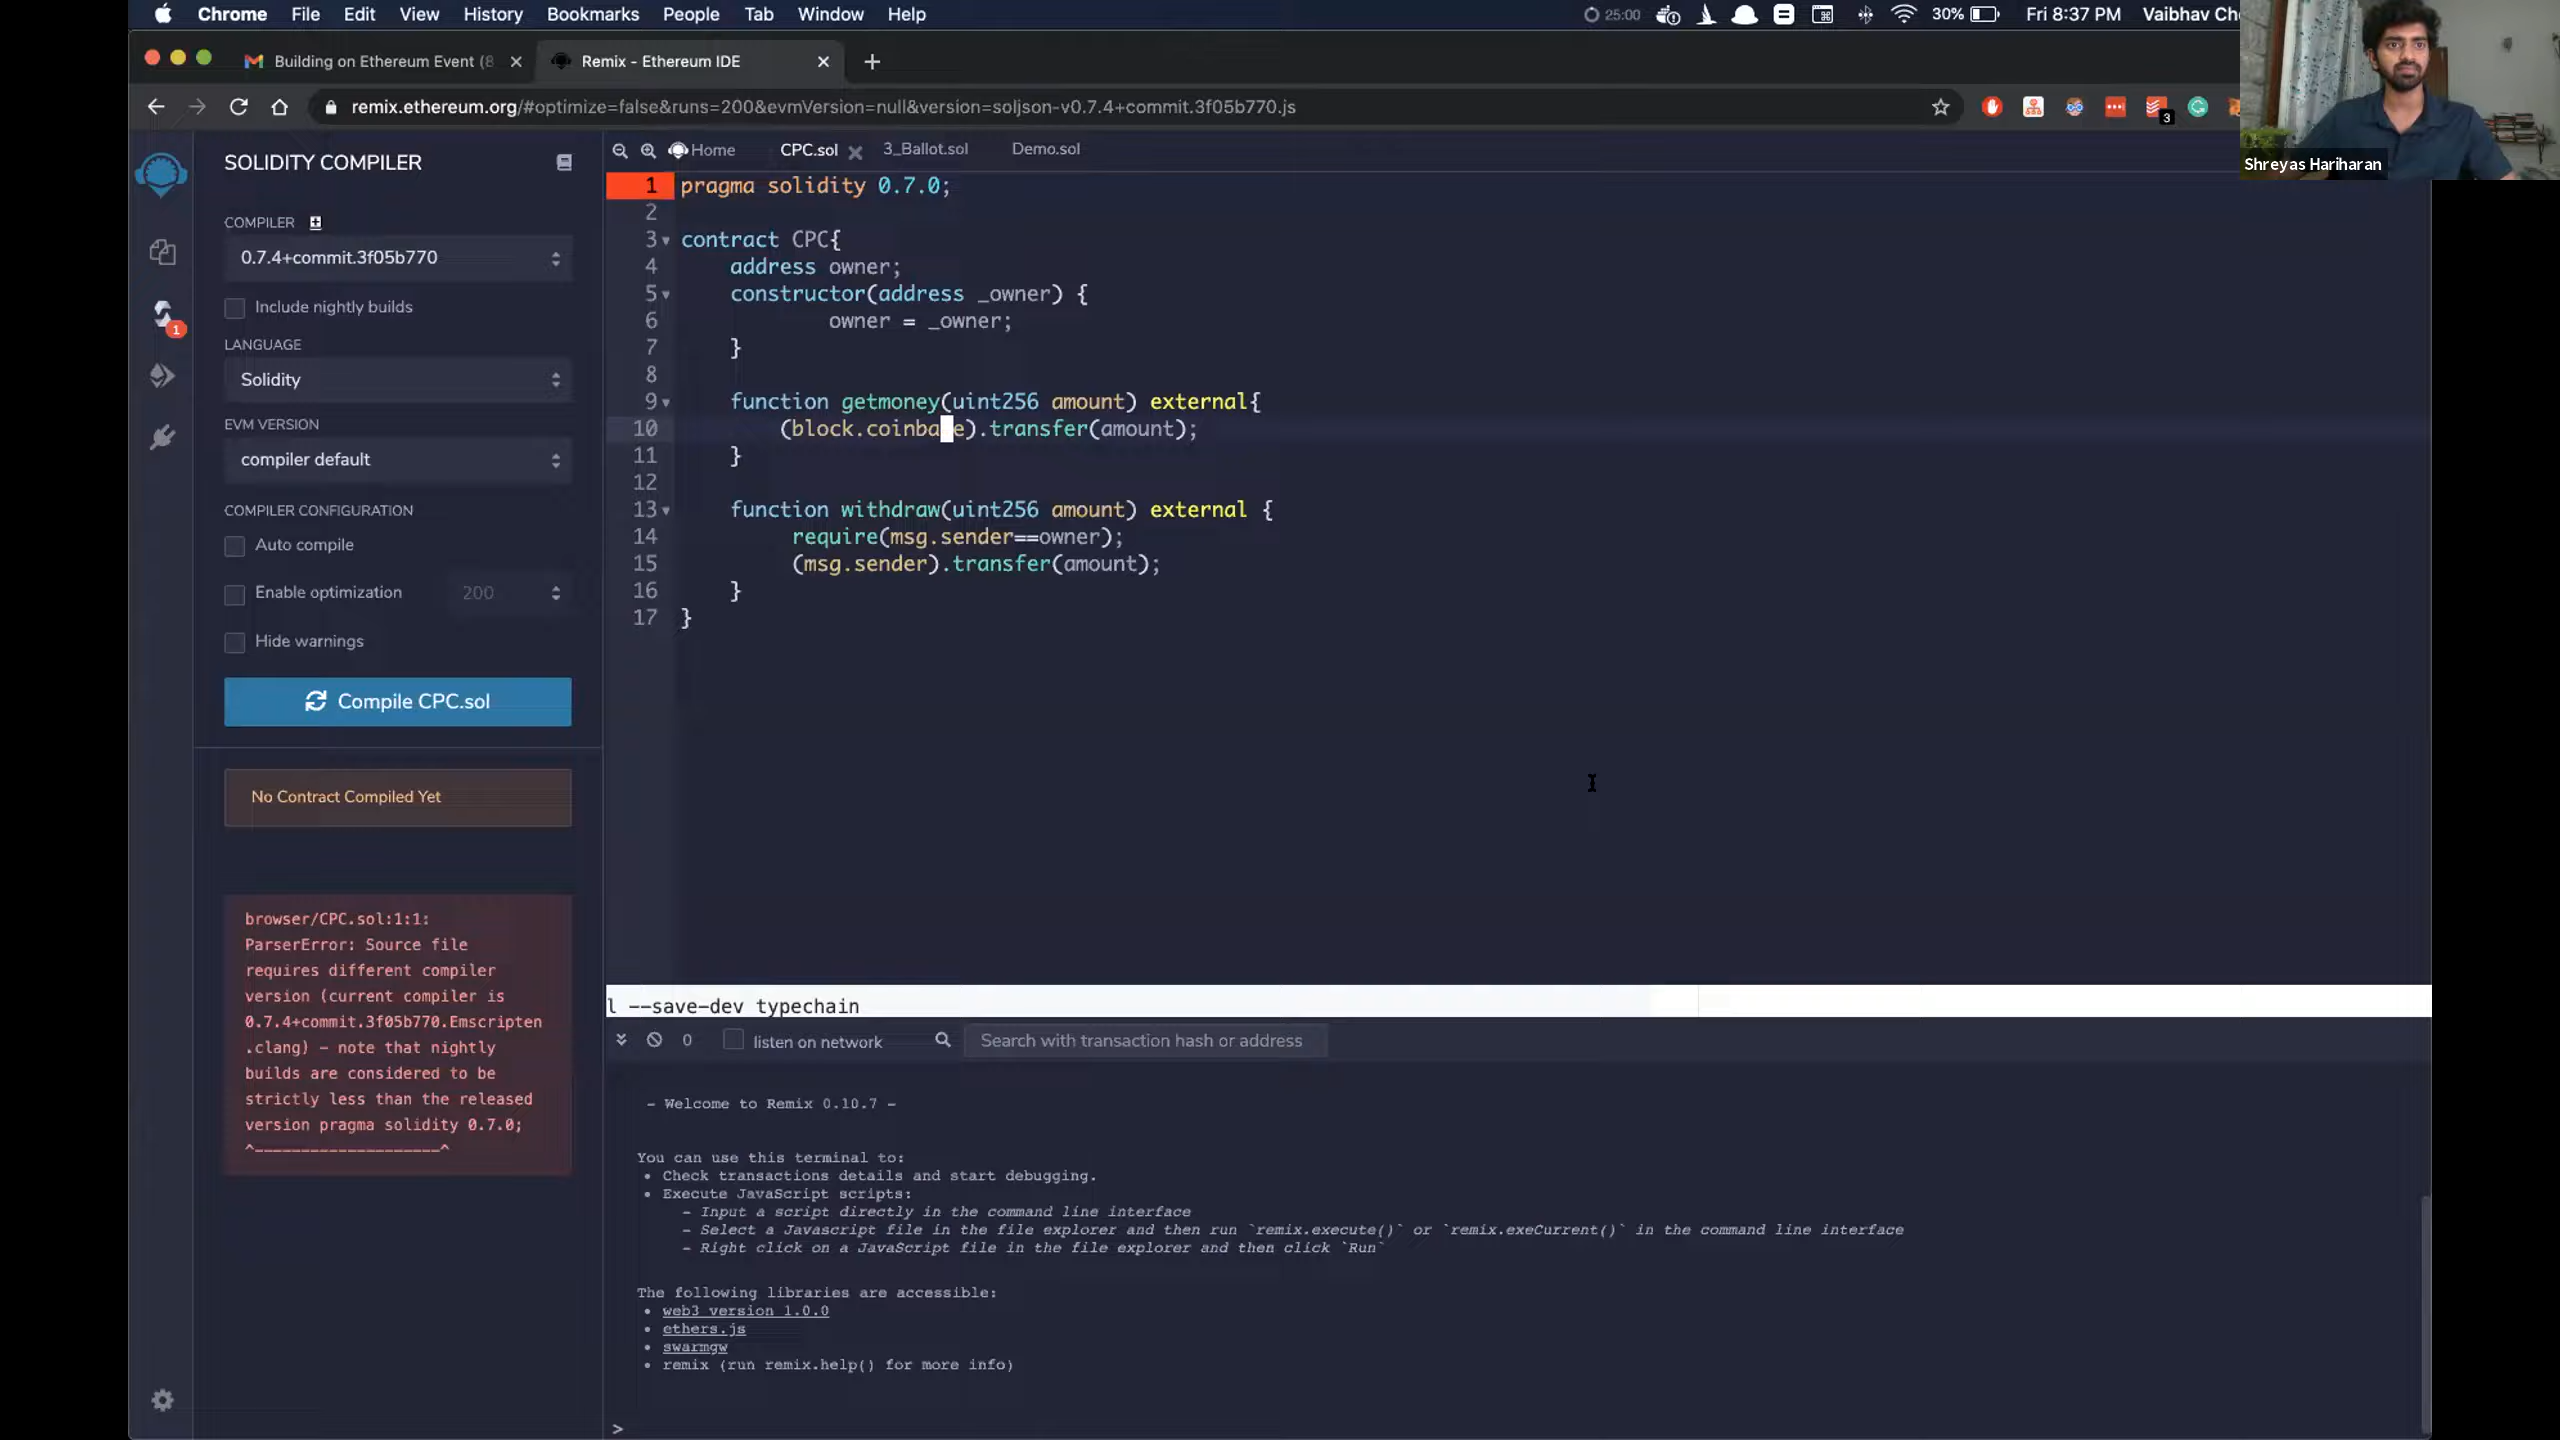 Chrome File Edit View History Bookmarks People Tab Window Help 25:00 30% Fri 8:37 PM Vaibhav Ch
Building on Ethereum Event (8 Remix - Ethereum IDE
remix.ethereum.org/#optimize=false&runs=200&evmVersion=null&version=soljson-v0.7.4+commit.3f05b770.js
3
Shreyas Hariharan
SOLIDITY COMPILER
COMPILER
0.7.4+commit.3f05b770
Include nightly builds
1
LANGUAGE
Solidity
EVM VERSION
compiler default
COMPILER CONFIGURATION
Auto compile
Enable optimization 200
Hide warnings
Compile CPC.sol
No Contract Compiled Yet
browser/CPC.sol:1:1:
ParserError: Source file
requires different compiler
version (current compiler is
0.7.4+commit.3f05b770.Emscripten
.clang) - note that nightly
builds are considered to be
strictly less than the released
version pragma solidity 0.7.0;
^---------------------^
Home CPC.sol 3_Ballot.sol Demo.sol
1 pragma solidity 0.7.0;
2
3 contract CPC{
4 address owner;
5 constructor(address _owner) {
6 owner = _owner;
7 }
8
9 function getmoney(uint256 amount) external{
10 (block.coinbase).transfer(amount);
11 }
12
13 function withdraw(uint256 amount) external {
14 require(msg.sender==owner);
15 (msg.sender).transfer(amount);
16 }
17 }
l --save-dev typechain
0 listen on network Search with transaction hash or address
- Welcome to Remix 0.10.7 -
You can use this terminal to:
• Check transactions details and start debugging.
• Execute JavaScript scripts:
- Input a script directly in the command line interface
- Select a Javascript file in the file explorer and then run `remix.execute()` or `remix.exeCurrent()` in the command line interface
- Right click on a JavaScript file in the file explorer and then click `Run`
The following libraries are accessible:
• web3 version 1.0.0
• ethers.js
• swarmgw
• remix (run remix.help() for more info)
>